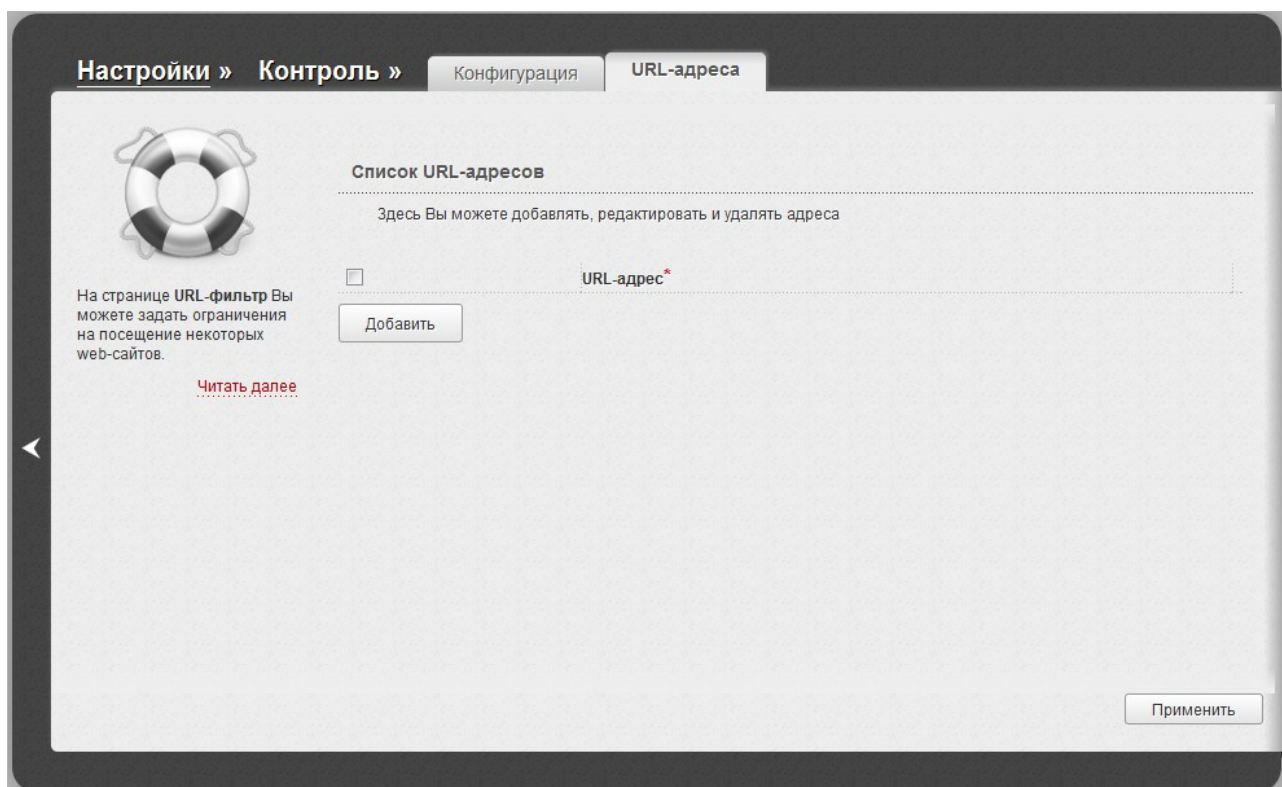 Настройки » Контроль » Конфигурация URL-адреса
Список URL-адресов
Здесь Вы можете добавлять, редактировать и удалять адреса
URL-адрес*
Добавить
На странице URL-фильтр Вы
можете задать ограничения
на посещение некоторых
web-сайтов.
Читать далее
Применить